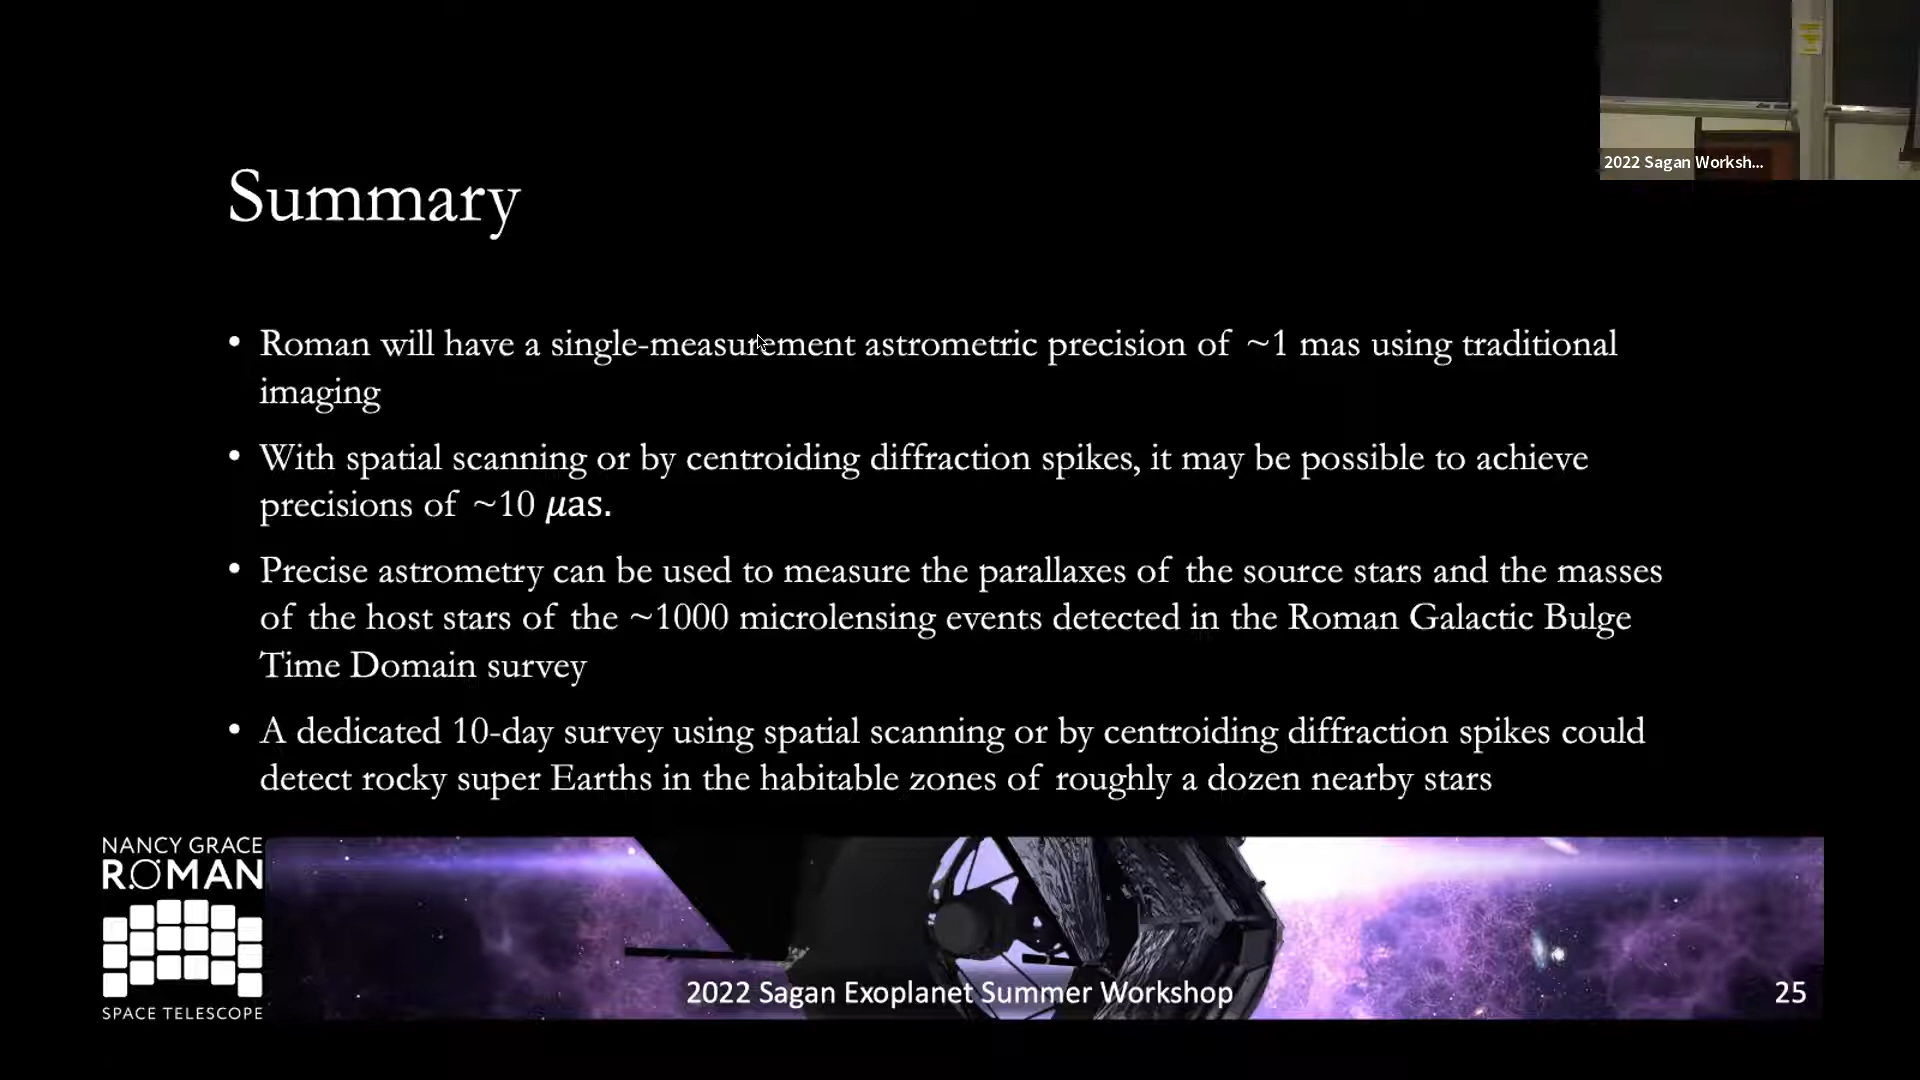 2022 Sagan Worksh...
Summary
• Roman will have a single-measurement astrometric precision of ~1 mas using traditional
imaging
• With spatial scanning or by centroiding diffraction spikes, it may be possible to achieve
precisions of ~10 𝜇as.
• Precise astrometry can be used to measure the parallaxes of the source stars and the masses
of the host stars of the ~1000 microlensing events detected in the Roman Galactic Bulge
Time Domain survey
• A dedicated 10-day survey using spatial scanning or by centroiding diffraction spikes could
detect rocky super Earths in the habitable zones of roughly a dozen nearby stars
NANCY GRACE
ROMAN
SPACE TELESCOPE
2022 Sagan Exoplanet Summer Workshop
25